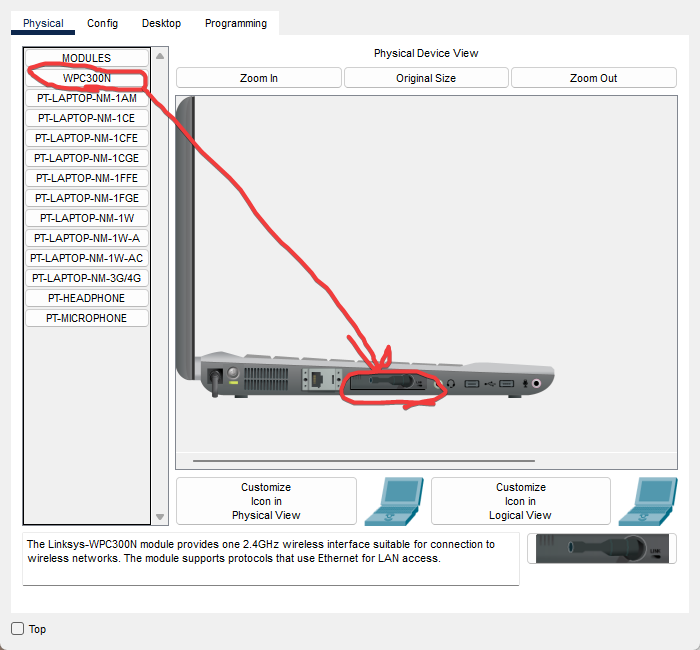 Physical Config Desktop Programming
MODULES
WPC300N
PT-LAPTOP-NM-1AM
PT-LAPTOP-NM-1CE
PT-LAPTOP-NM-1CFE
PT-LAPTOP-NM-1CGE
PT-LAPTOP-NM-1FFE
PT-LAPTOP-NM-1FGE
PT-LAPTOP-NM-1W
PT-LAPTOP-NM-1W-A
PT-LAPTOP-NM-1W-AC
PT-LAPTOP-NM-3G/4G
PT-HEADPHONE
PT-MICROPHONE
Physical Device View
Zoom In Original Size Zoom Out
Customize
Icon in
Physical View
Customize
Icon in
Logical View
The Linksys-WPC300N module provides one 2.4GHz wireless interface suitable for connection to
wireless networks. The module supports protocols that use Ethernet for LAN access.
LINK
Top